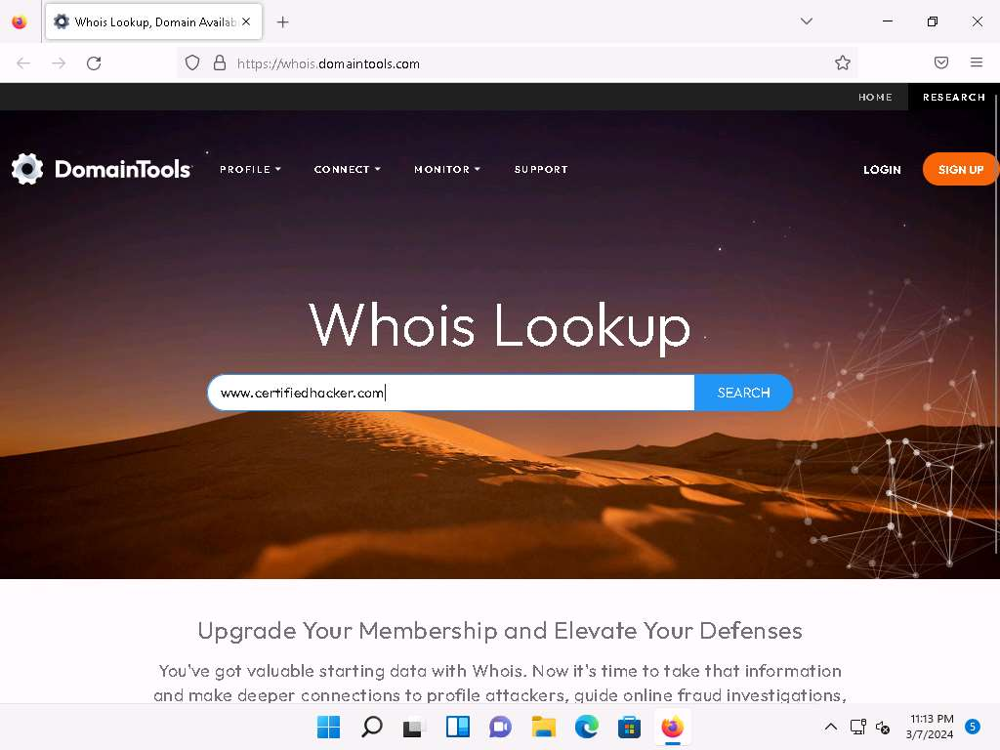 Whois Lookup, Domain Availab
https://whois.domaintools.com
HOME
RESEARCH
DomainTools
PROFILE
CONNECT
MONITOR
SUPPORT
LOGIN
SIGN UP
Whois Lookup
www.certifiedhacker.com
SEARCH
Upgrade Your Membership and Elevate Your Defenses
You've got valuable starting data with Whois. Now it's time to take that information
and make deeper connections to profile attackers, guide online fraud investigations,
11:13 PM
3/7/2024
5